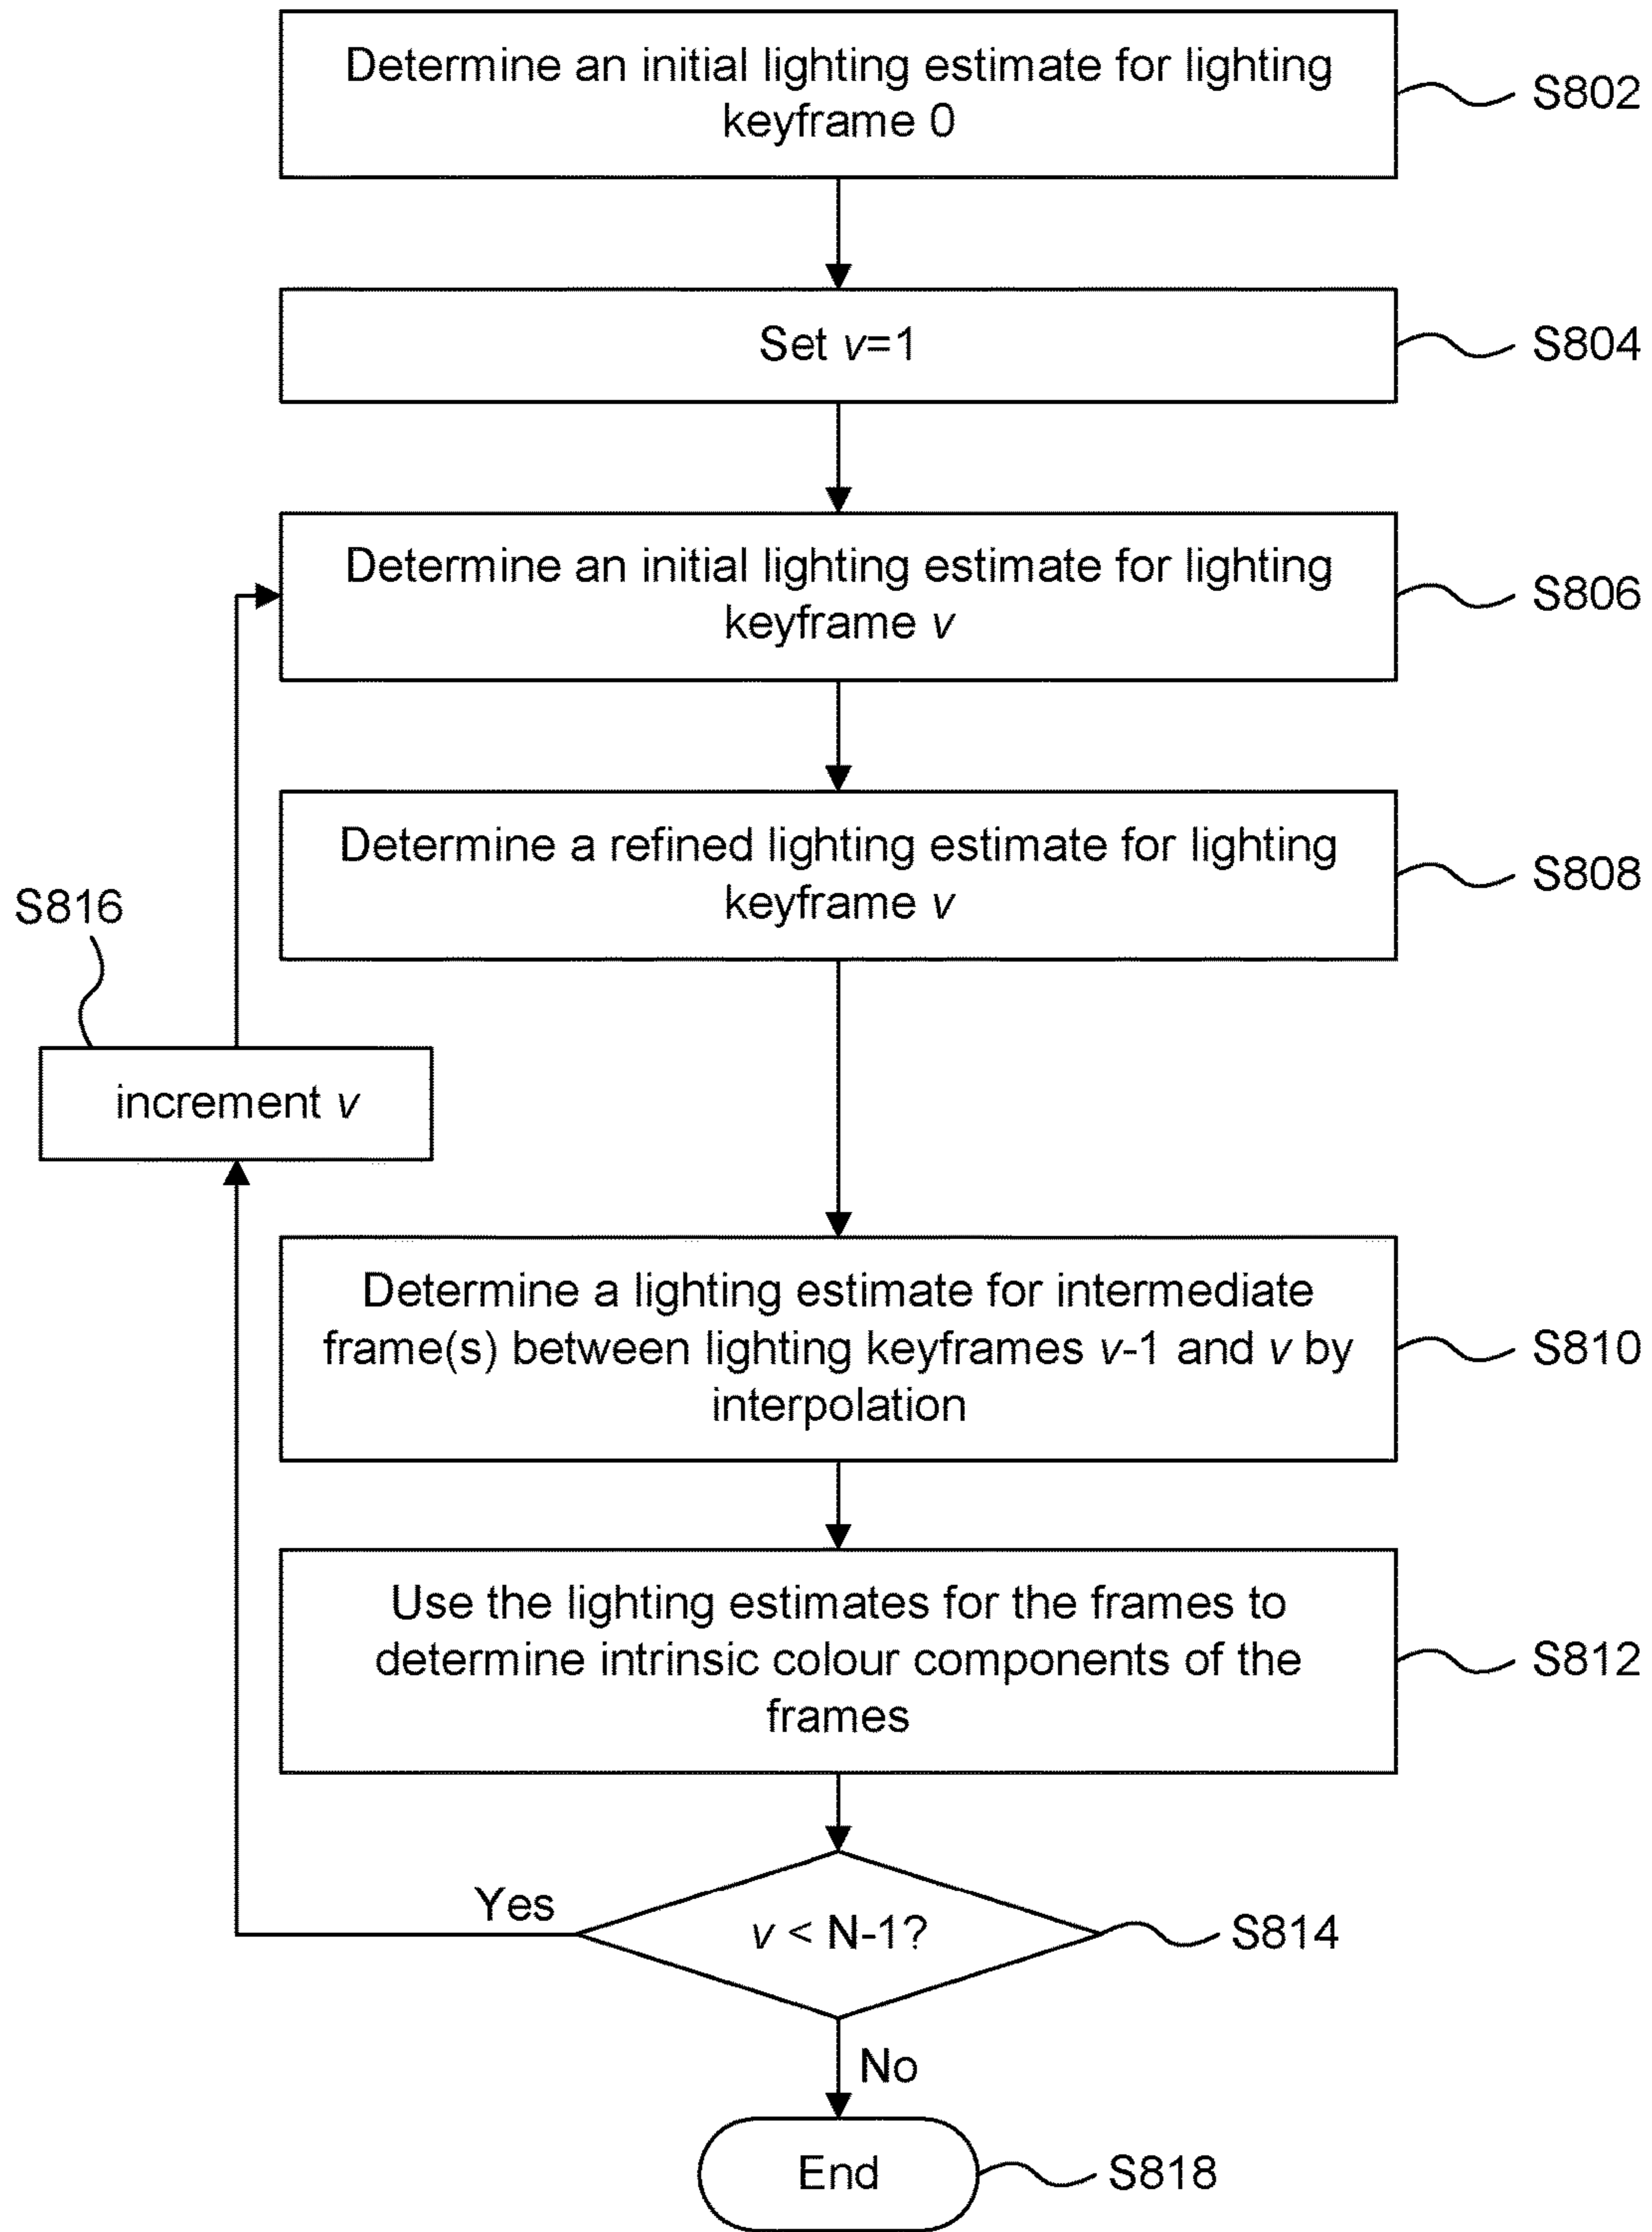 Determine an initial lighting estimate for lighting
keyframe 0
S802
Set v=1
S804
Determine an initial lighting estimate for lighting
keyframe v
S806
Determine a refined lighting estimate for lighting
keyframe v
S808
S816
increment v
Determine a lighting estimate for intermediate
frame(s) between lighting keyframes v-1 and v by
interpolation
S810
Use the lighting estimates for the frames to
determine intrinsic colour components of the
frames
S812
Yes
v < N-1?
S814
No
End
S818